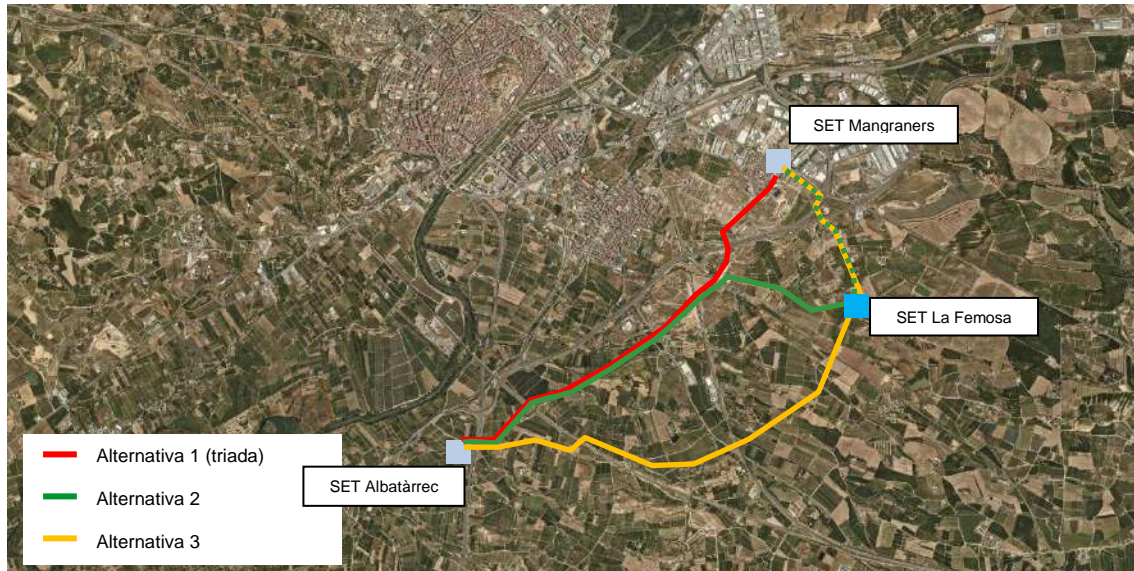 SET Mangraners
SET La Femosa
SET Albatàrrec
Alternativa 1 (triada)
Alternativa 2
Alternativa 3